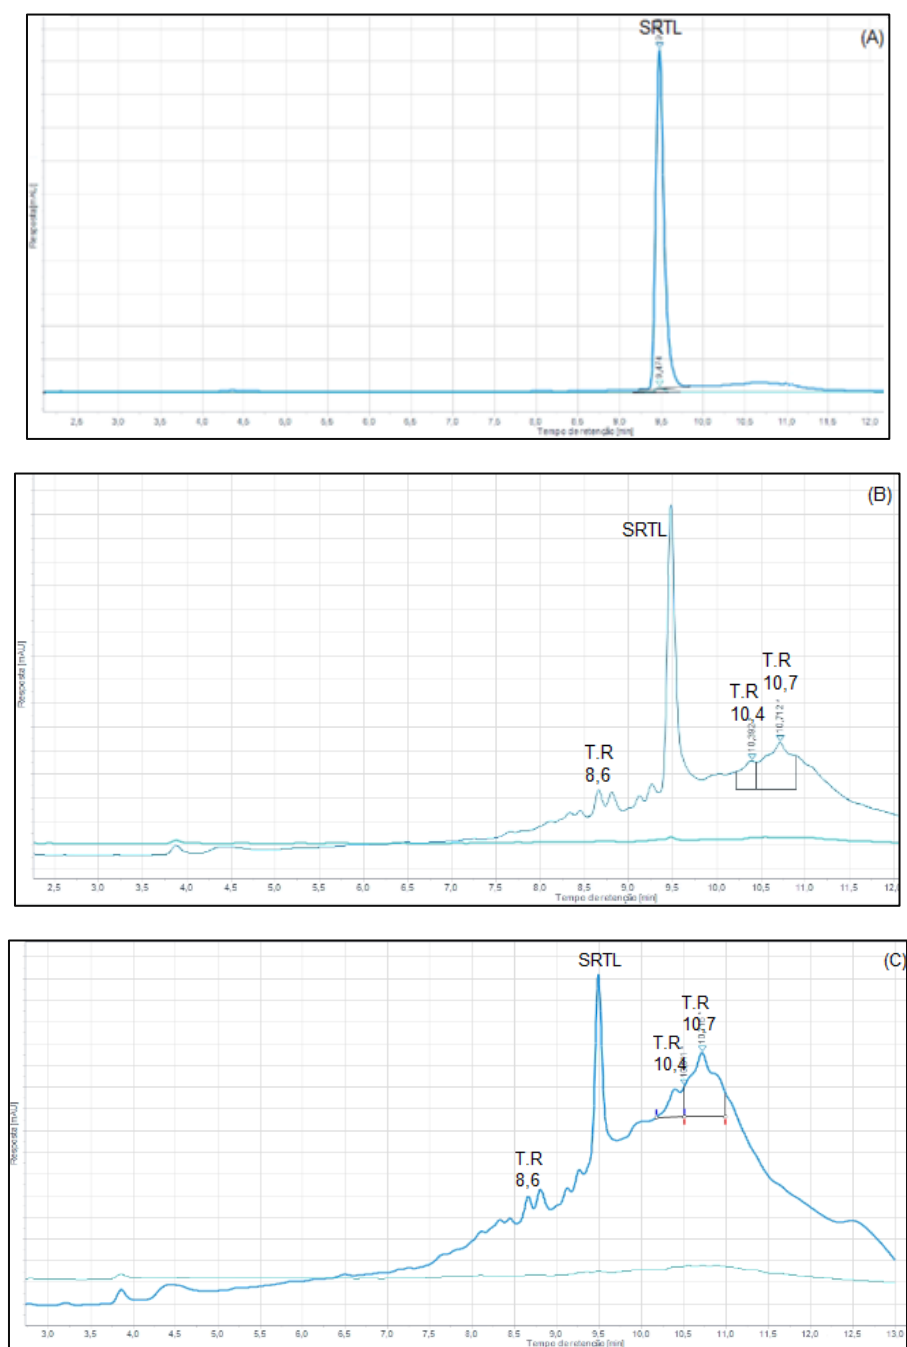 SRTL
(A)
Resposta [mAU]
9,474
2,5 3,0 3,5 4,0 4,5 5,0 5,5 6,0 6,5 7,0 7,5 8,0 8,5 9,0 9,5 10,0 10,5 11,0 11,5 12,0
Tempo de retenção [min]
(B)
SRTL
T.R
10,7
T.R
10,4
10,712
T.R
8,6
Resposta [mAU]
2,5 3,0 3,5 4,0 4,5 5,0 5,5 6,0 6,5 7,0 7,5 8,0 8,5 9,0 9,5 10,0 10,5 11,0 11,5 12,0
Tempo de retenção [min]
SRTL
(C)
T.R
10,7
T.R
10,4
T.R
8,6
Resposta [mAU]
3,0 3,5 4,0 4,5 5,0 5,5 6,0 6,5 7,0 7,5 8,0 8,5 9,0 9,5 10,0 10,5 11,0 11,5 12,0 12,5 13,0
Tempo de retenção [min]